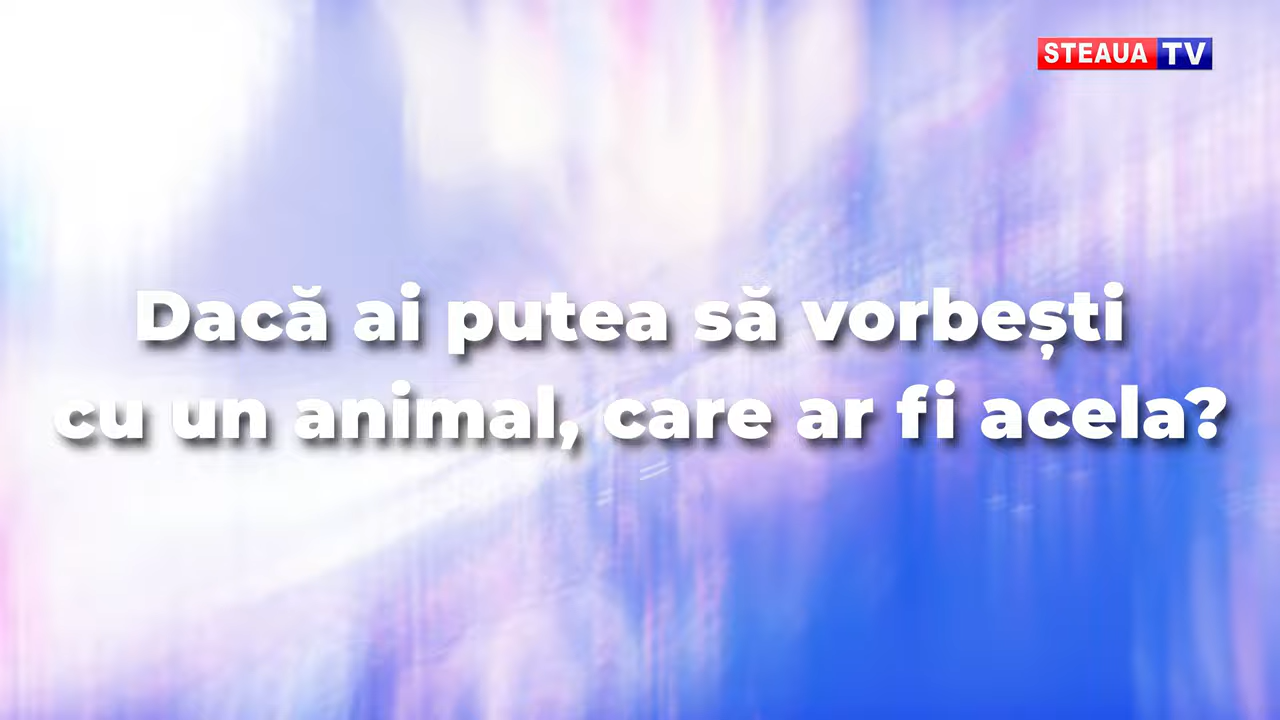 STEAUA TV
Dacă ai putea să vorbești
cu un animal, care ar fi acela?